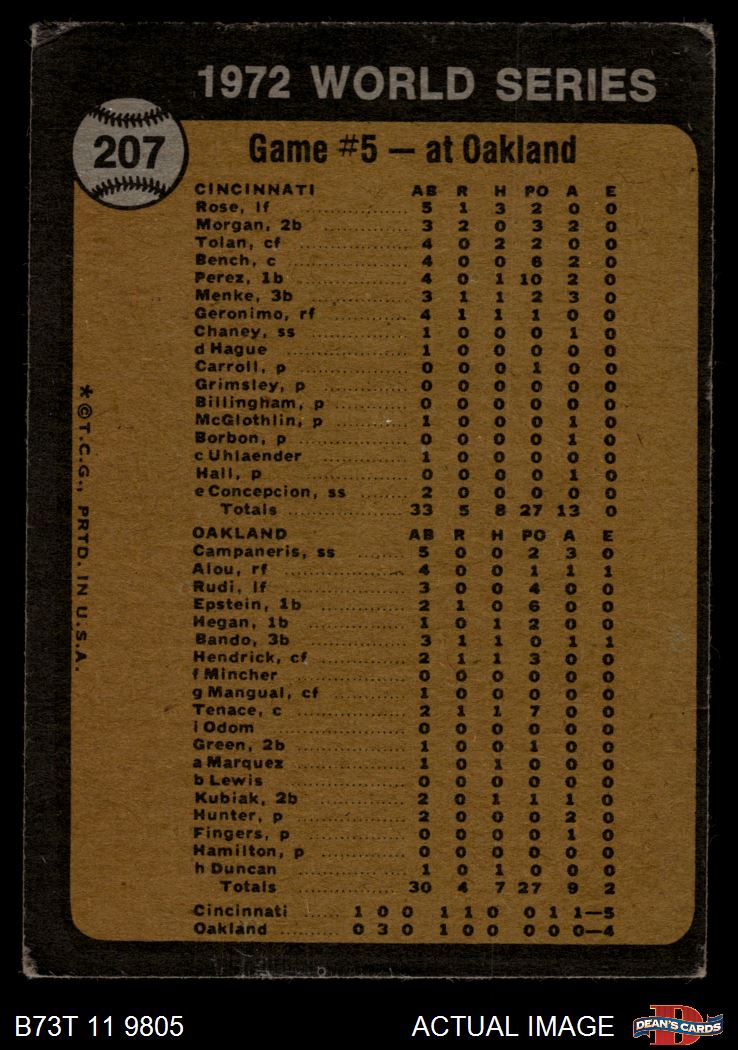 1972 WORLD SERIES
207
Game #5 — at Oakland
CINCINNATI AB R H PO A E
Rose, lf 5 1 3 2 0 0
Morgan, 2b 3 2 0 3 2 0
Tolan, cf 4 0 2 2 0 0
Bench, c 4 0 0 6 2 0
Perez, 1b 4 0 1 10 2 0
Menke, 3b 3 1 1 2 3 0
Geronimo, rf 4 1 1 1 0 0
Chaney, ss 1 0 0 0 1 0
d Hague 1 0 0 0 0 0
Carroll, p 0 0 0 1 0 0
Grimsley, p 0 0 0 0 0 0
Billingham, p 0 0 0 0 0 0
McGlothlin, p 1 0 0 0 1 0
Borbon, p 0 0 0 0 1 0
c Uhlaender 1 0 0 0 0 0
Hall, p 0 0 0 0 1 0
e Concepcion, ss 2 0 0 0 0 0
Totals 33 5 8 27 13 0
OAKLAND AB R H PO A E
Campaneris, ss 5 0 0 2 3 0
Alou, rf 4 0 0 1 1 1
Rudi, lf 3 0 0 4 0 0
Epstein, 1b 2 1 0 6 0 0
Hegan, 1b 1 0 1 2 0 0
Bando, 3b 3 1 1 0 1 1
Hendrick, cf 2 1 1 3 0 0
f Mincher 0 0 0 0 0 0
g Mangual, cf 1 0 0 0 0 0
Tenace, c 2 1 1 7 0 0
i Odom 0 0 0 0 0 0
Green, 2b 1 0 0 1 0 0
a Marquez 1 0 1 0 0 0
b Lewis 0 0 0 0 0 0
Kubiak, 2b 2 0 1 1 1 0
Hunter, p 2 0 0 0 2 0
Fingers, p 0 0 0 0 1 0
Hamilton, p 0 0 0 0 0 0
h Duncan 1 0 1 0 0 0
Totals 30 4 7 27 9 2
Cincinnati 1 0 0 1 1 0 0 1 1—5
Oakland 0 3 0 1 0 0 0 0 0—4
* © T.C.G., PRTD. IN U.S.A.
B73T 11 9805
ACTUAL IMAGE
D
DEAN'S CARDS